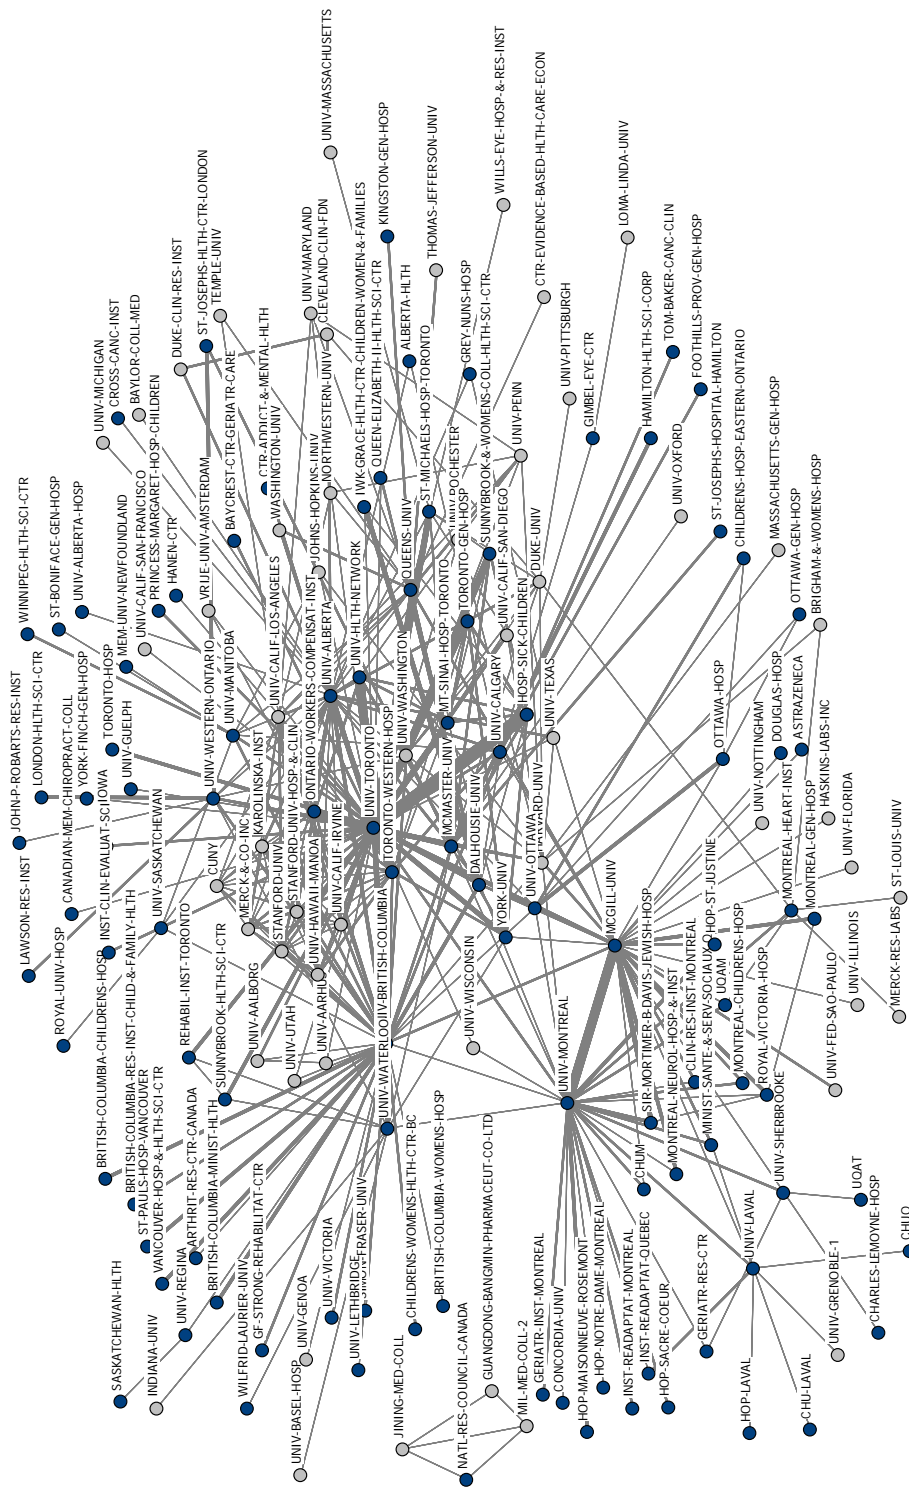 UNIV-MASSACHUSETTS
WILLS-EYE-HOSP-&-RES-INST
CTR-EVIDENCE-BASED-HLTH-CARE-ECON
KINGSTON-GEN-HOSP
THOMAS-JEFFERSON-UNIV
LOMA-LINDA-UNIV
ST-JOSEPHS-HLTH-CTR-LONDON
TEMPLE-UNIV
DUKE-CLIN-RES-INST
UNIV-MARYLAND
CLEVELAND-CLIN-FDN
IWK-GRACE-HLTH-CTR-CHILDREN-WOMEN-&-FAMILIES
QUEEN-ELIZABETH-II-HLTH-SCI-CTR
ALBERTA-HLTH
GREY-NUNS-HOSP
SUNNYBROOK-&-WOMENS-COLL-HLTH-SCI-CTR
UNIV-PITTSBURGH
GIMBEL-EYE-CTR
HAMILTON-HLTH-SCI-CORP
TOM-BAKER-CANC-CLIN
FOOTHILLS-PROV-GEN-HOSP
UNIV-MICHIGAN
CROSS-CANC-INST
BAYLOR-COLL-MED
PRINCESS-MARGARET-HOSP-CHILDREN
BAYCREST-CTR-GERIATR-CARE
CTR-ADDICT-&-MENTAL-HLTH
WASHINGTON-UNIV
NORTHWESTERN-UNIV
ST-MICHAELS-HOSP-TORONTO
UNIV-PENN
UNIV-OXFORD
ST-JOSEPHS-HOSPITAL-HAMILTON
CHILDRENS-HOSP-EASTERN-ONTARIO
MASSACHUSETTS-GEN-HOSP
OTTAWA-GEN-HOSP
BRIGHAM-&-WOMENS-HOSP
WINNIPEG-HLTH-SCI-CTR
ST-BONIFACE-GEN-HOSP
UNIV-ALBERTA-HOSP
MEM-UNIV-NEWFOUNDLAND
UNIV-CALIF-SAN-FRANCISCO
HANEN-CTR
VRIJE-UNIV-AMSTERDAM
UNIV-CALIF-LOS-ANGELES
JOHNS-HOPKINS-UNIV
QUEENS-UNIV
TORONTO-GEN-HOSP
UNIV-CALIF-SAN-DIEGO
DUKE-UNIV
JOHN-P-ROBARTS-RES-INST
LONDON-HLTH-SCI-CTR
YORK-FINCH-GEN-HOSP
CANADIAN-MEM-CHIROPRACT-COLL
TORONTO-HOSP
UNIV-GUELPH
UNIV-WESTERN-ONTARIO
UNIV-MANITOBA
ONTARIO-WORKERS-COMPENSAT-INST
UNIV-ALBERTA
UNIV-HLTH-NETWORK
UNIV-WASHINGTON
MT-SINAI-HOSP-TORONTO
UNIV-CALGARY
HOSP-SICK-CHILDREN
UNIV-TEXAS
OTTAWA-HOSP
UNIV-NOTTINGHAM
DOUGLAS-HOSP
ASTRAZENECA
HASKINS-LABS-INC
LAWSON-RES-INST
ROYAL-UNIV-HOSP
UNIV-SASKATCHEWAN
CUNY
MERCK-&-CO-INC
KAROLINSKA-INST
STANFORD-UNIV
STANFORD-UNIV-HOSP-&-CLIN
UNIV-HAWAII-MANOA
UNIV-CALIF-IRVINE
UNIV-TORONTO
TORONTO-WESTERN-HOSP
MCMASTER-UNIV
DALHOUSIE-UNIV
YORK-UNIV
UNIV-OTTAWA
MCGILL-UNIV
MONTREAL-HEART-INST
MONTREAL-GEN-HOSP
UNIV-FLORIDA
ST-LOUIS-UNIV
BRITISH-COLUMBIA-CHILDRENS-HOSP
BRITISH-COLUMBIA-RES-INST-CHILD-&-FAMILY-HLTH
REHABIL-INST-TORONTO
SUNNYBROOK-HLTH-SCI-CTR
UNIV-AALBORG
UNIV-UTAH
UNIV-WATERLOO
UNIV-WISCONSIN
UNIV-MONTREAL
SIR-MORTIMER-B-DAVIS-JEWISH-HOSP
MONTREAL-NEUROL-HOSP-&-INST
CLIN-RES-INST-MONTREAL
HOP-ST-JUSTINE
UQAM
MONTREAL-CHILDRENS-HOSP
ROYAL-VICTORIA-HOSP
UNIV-FED-SAO-PAULO
UNIV-ILLINOIS
MERCK-RES-LABS
ST-PAULS-HOSP-VANCOUVER
VANCOUVER-HOSP-&-HLTH-SCI-CTR
ARTHRIT-RES-CTR-CANADA
BRITISH-COLUMBIA-MINIST-HLTH
CHUM
UNIV-SHERBROOKE
UQAT
CHARLES-LEMOYNE-HOSP
CHUQ
UNIV-LAVAL
UNIV-GRENOBLE-1
SASKATCHEWAN-HLTH
INDIANA-UNIV
UNIV-REGINA
WILFRID-LAURIER-UNIV
GF-STRONG-REHABILITAT-CTR
UNIV-GENOA
UNIV-VICTORIA
UNIV-LETHBRIDGE
CHILDRENS-WOMENS-HLTH-CTR-BC
BRITISH-COLUMBIA-WOMENS-HOSP
UNIV-BASEL-HOSP
JINING-MED-COLL
NATL-RES-COUNCIL-CANADA
GUANGDONG-BANGMIN-PHARMACEUT-CO-LTD
MIL-MED-COLL-2
GERIATR-INST-MONTREAL
CONCORDIA-UNIV
HOP-MAISONNEUVE-ROSEMONT
HOP-NOTRE-DAME-MONTREAL
INST-READAPTAT-MONTREAL
INST-READAPTAT-QUEBEC
HOP-SACRE-COEUR
GERIATR-RES-CTR
HOP-LAVAL
CHU-LAVAL